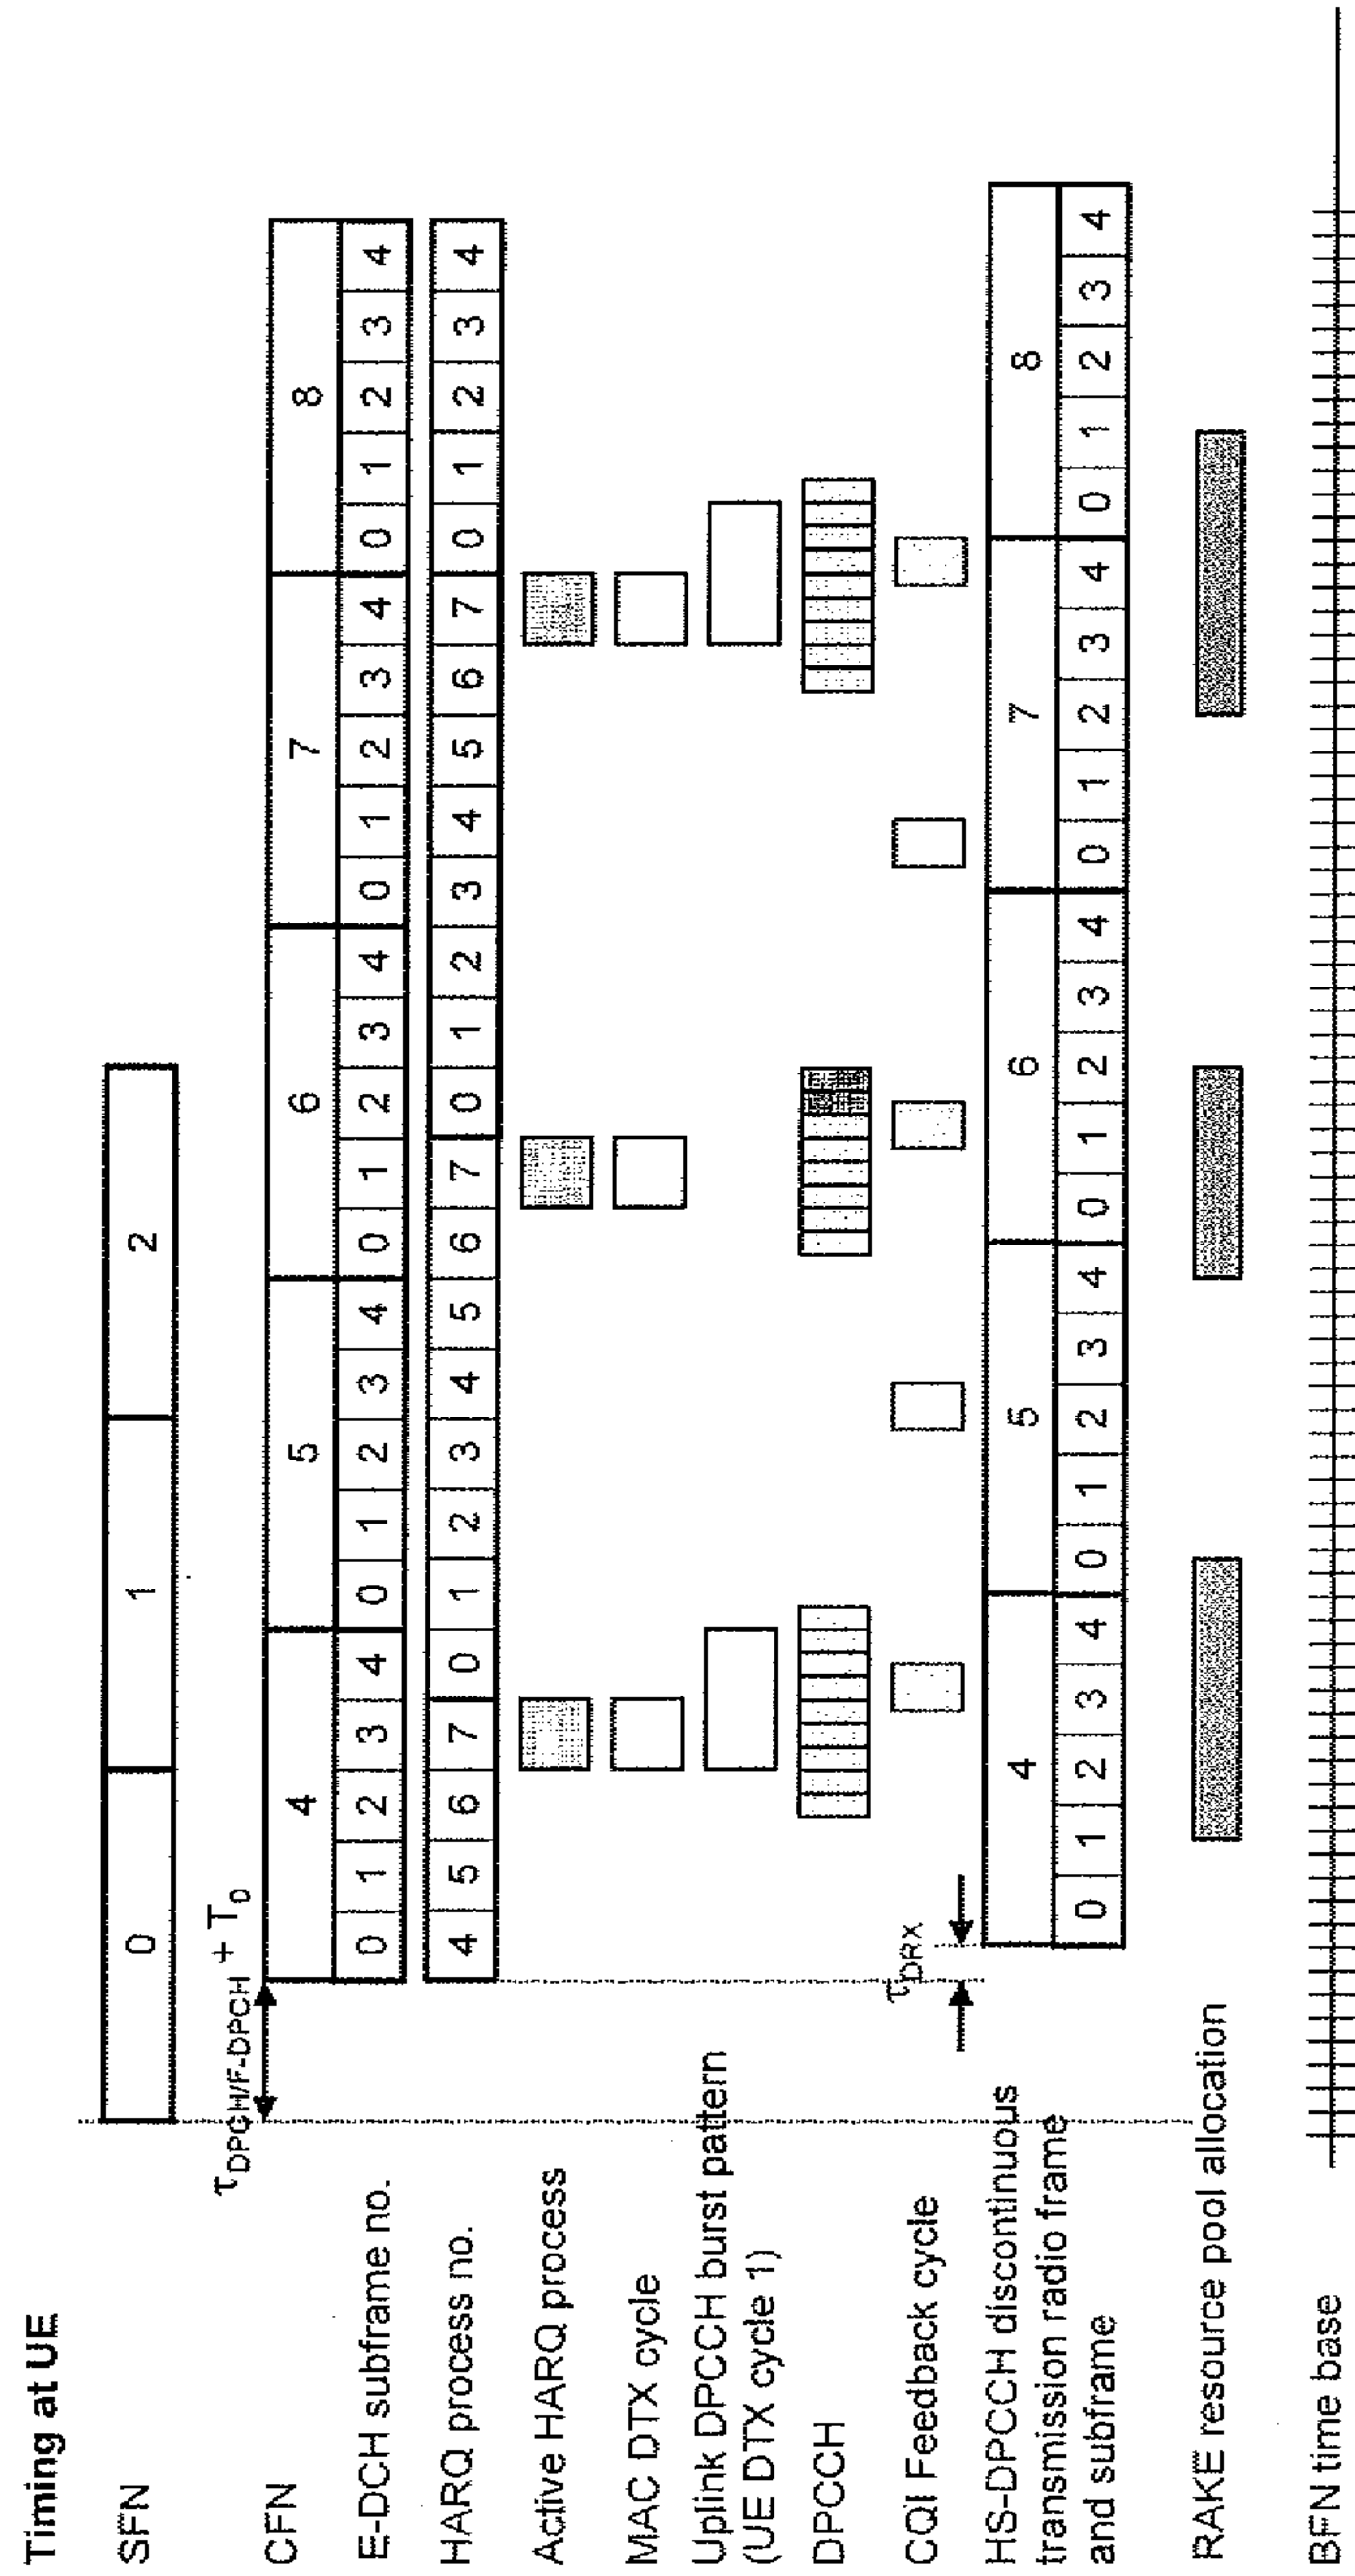 Timing at UE
SFN
0 1 2
τDPCH/F-DPCH + T0
CFN
4 5 6 7 8
E-DCH subframe no.
0 1 2 3 4 0 1 2 3 4 0 1 2 3 4 0 1 2 3 4 0 1 2 3 4
HARQ process no.
4 5 6 7 0 1 2 3 4 5 6 7 0 1 2 3 4 5 6 7 0 1 2 3 4
Active HARQ process
MAC DTX cycle
Uplink DPCCH burst pattern
(UE DTX cycle 1)
DPCCH
CQI Feedback cycle
τDRX
HS-DPCCH discontinuous
transmission radio frame
and subframe
4 5 6 7 8
0 1 2 3 4 0 1 2 3 4 0 1 2 3 4 0 1 2 3 4 0 1 2 3 4
RAKE resource pool allocation
BFN time base